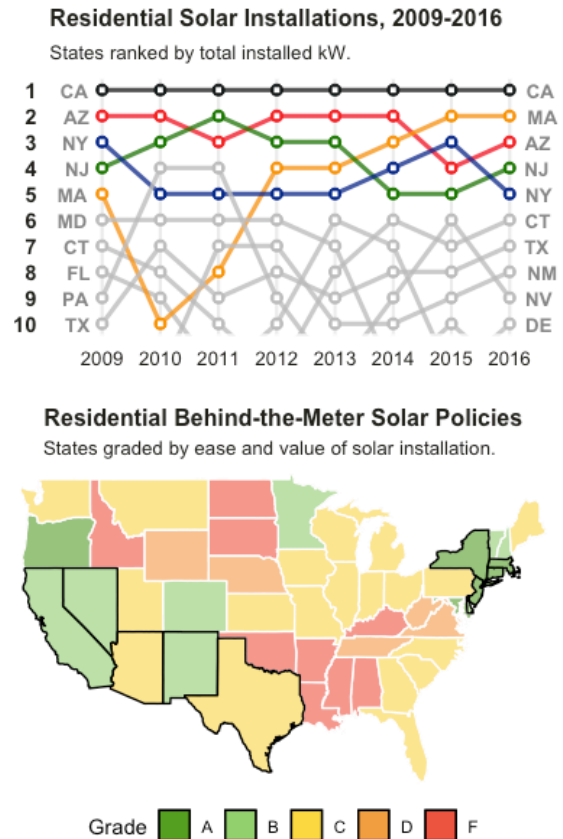 Residential Solar Installations, 2009-2016
States ranked by total installed kW.
1 CA CA
2 AZ MA
3 NY AZ
4 NJ NJ
5 MA NY
6 MD CT
7 CT TX
8 FL NM
9 PA NV
10 TX DE
2009 2010 2011 2012 2013 2014 2015 2016
Residential Behind-the-Meter Solar Policies
States graded by ease and value of solar installation.
Grade A B C D F